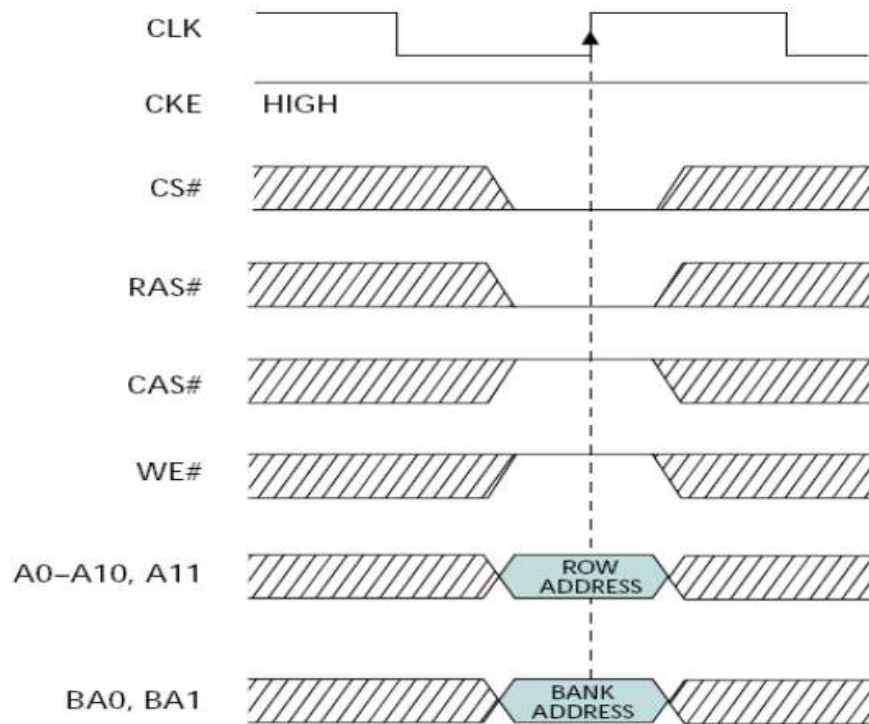 CLK
CKE HIGH
CS#
RAS#
CAS#
WE#
A0–A10, A11 ROW
ADDRESS
BA0, BA1 BANK
ADDRESS